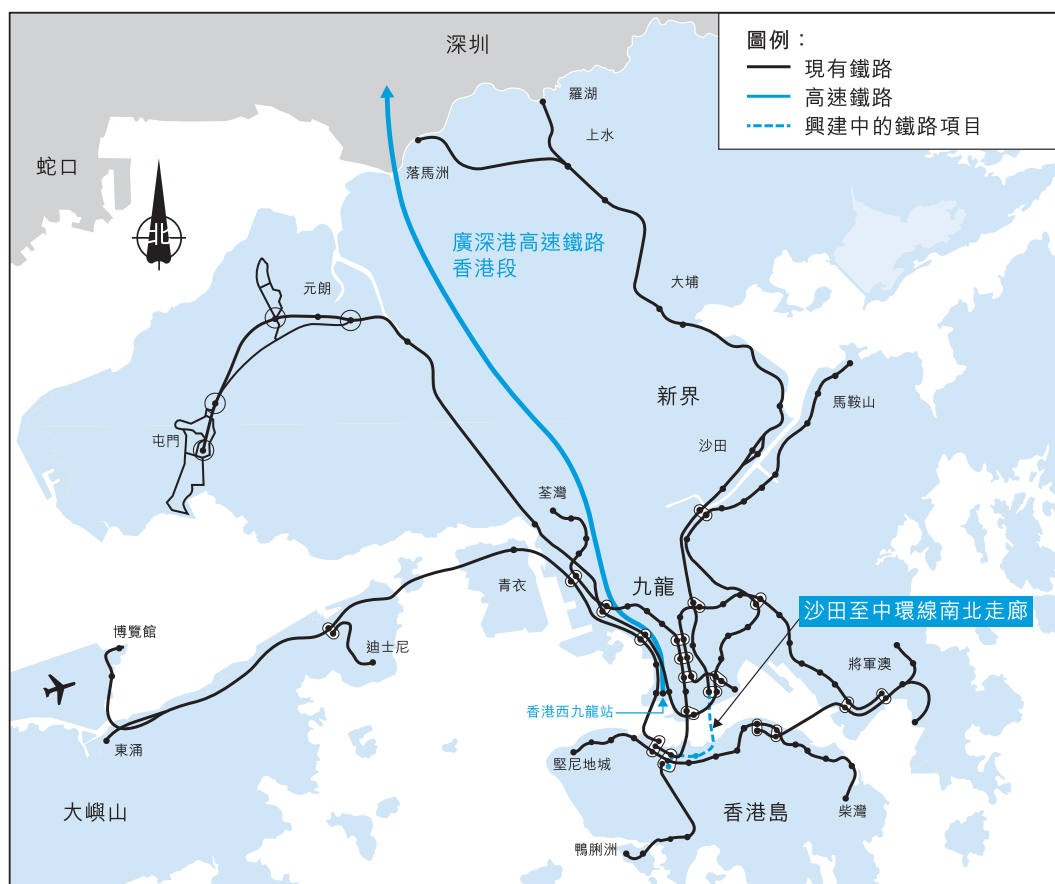 深圳
圖例：
現有鐵路
高速鐵路
興建中的鐵路項目
羅湖
上水
落馬洲
蛇口
北
廣深港高速鐵路
香港段
元朗
大埔
新界
馬鞍山
沙田
屯門
荃灣
青衣
九龍
沙田至中環線南北走廊
博覽館
迪士尼
將軍澳
香港西九龍站
東涌
堅尼地城
大嶼山
香港島
柴灣
鴨脷洲